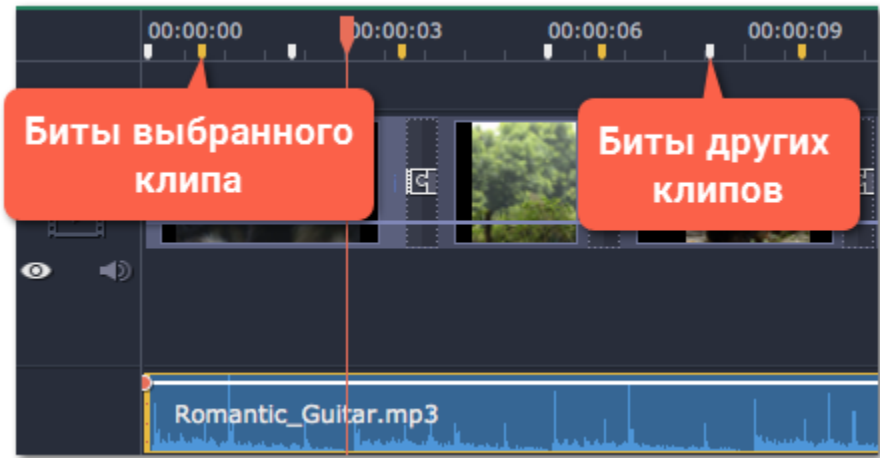 00:00:00 00:00:03 00:00:06 00:00:09
Биты выбранного
клипа
Биты других
клипов
Romantic_Guitar.mp3